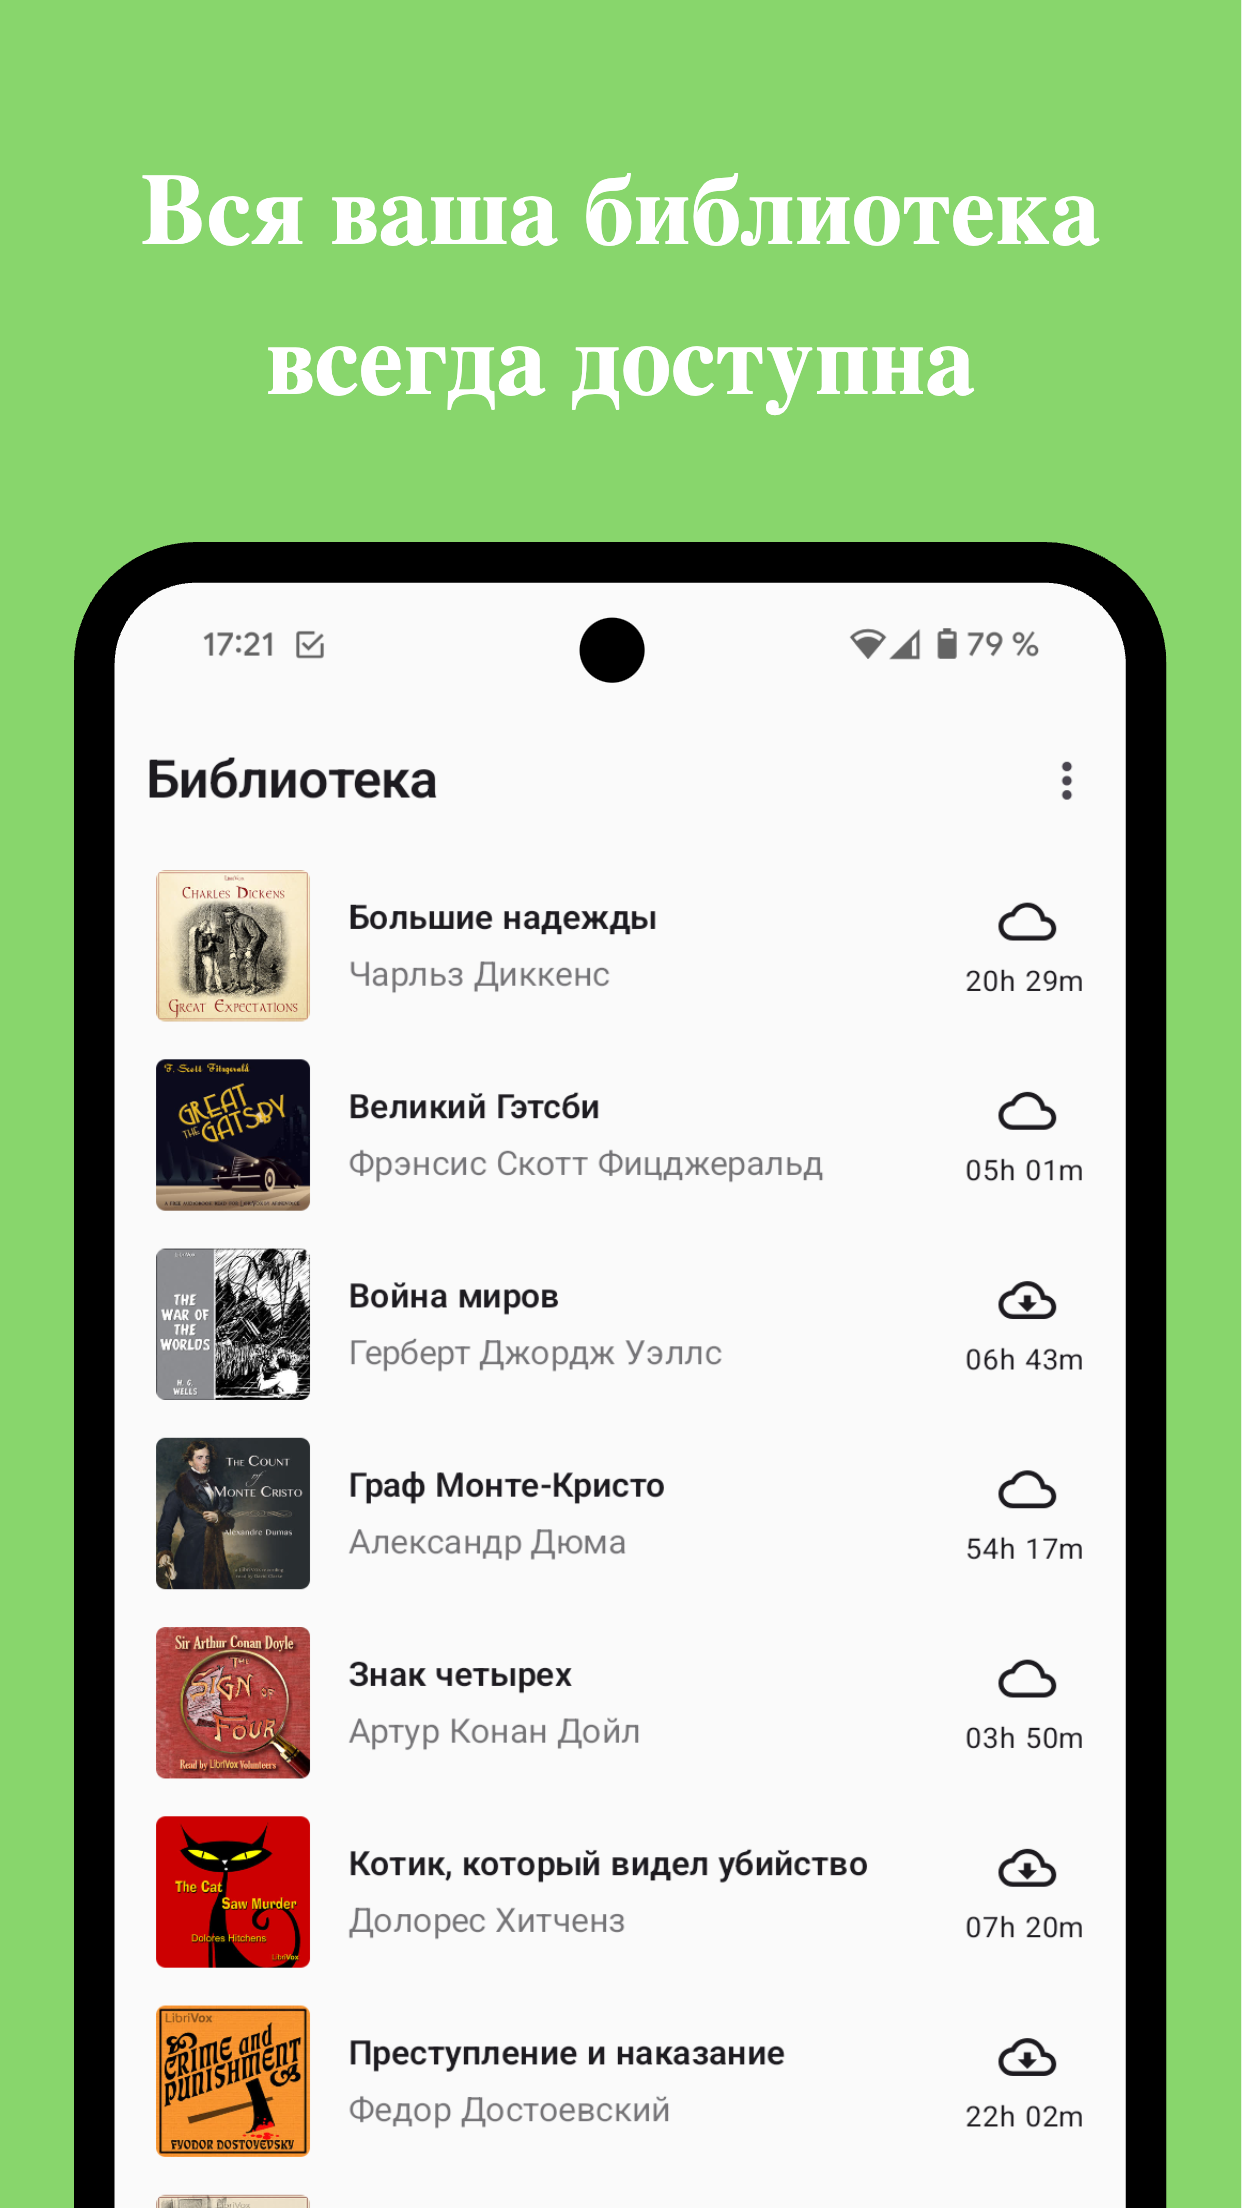 Вся ваша библиотека
всегда доступна
17:21
79 %
Библиотека
LibriVox
CHARLES DICKENS
GREAT EXPECTATIONS
Большие надежды
Чарльз Диккенс
20h 29m
F. Scott Fitzgerald
THE GREAT
GATSBY
Великий Гэтсби
Фрэнсис Скотт Фицджеральд
05h 01m
LibriVox
THE
WAR OF
THE
WORLDS
H. G.
WELLS
Война миров
Герберт Джордж Уэллс
06h 43m
THE COUNT
of
MONTE CRISTO
Alexandre Dumas
Граф Монте-Кристо
Александр Дюма
54h 17m
Sir Arthur Conan Doyle
THE
SIGN OF
FOUR
Read by LibriVox Volunteers
Знак четырех
Артур Конан Дойл
03h 50m
The Cat
Saw Murder
Dolores Hitchens
LibriVox
Котик, который видел убийство
Долорес Хитченз
07h 20m
LibriVox
CRIME and
PUNISHMENT
FYODOR DOSTOYEVSKY
Преступление и наказание
Федор Достоевский
22h 02m
LibriVox